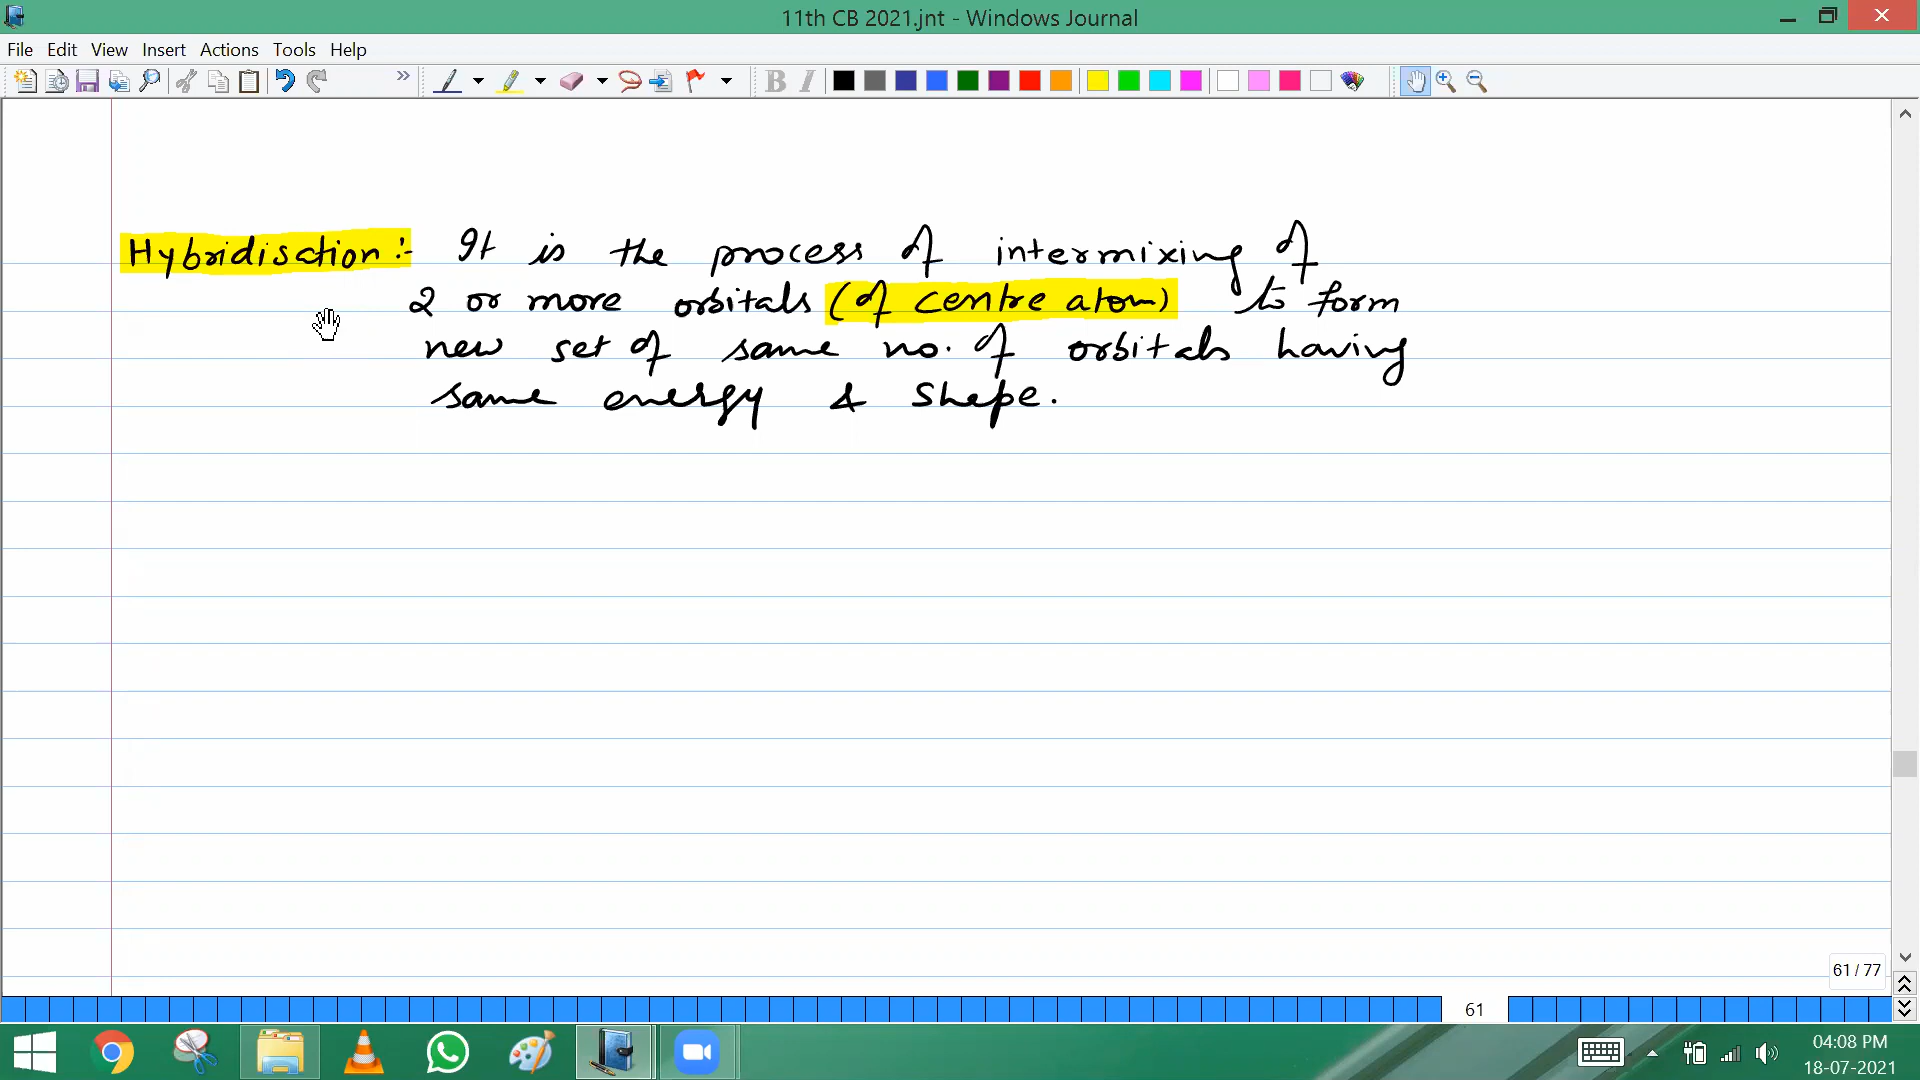 11th CB 2021.jnt - Windows Journal
File Edit View Insert Actions Tools Help
Hybridisation :- It is the process of intermixing of
2 or more orbitals (of centre atom) to form
new set of same no. of orbitals having
same energy & shape.
61 / 77
61
04:08 PM
18-07-2021